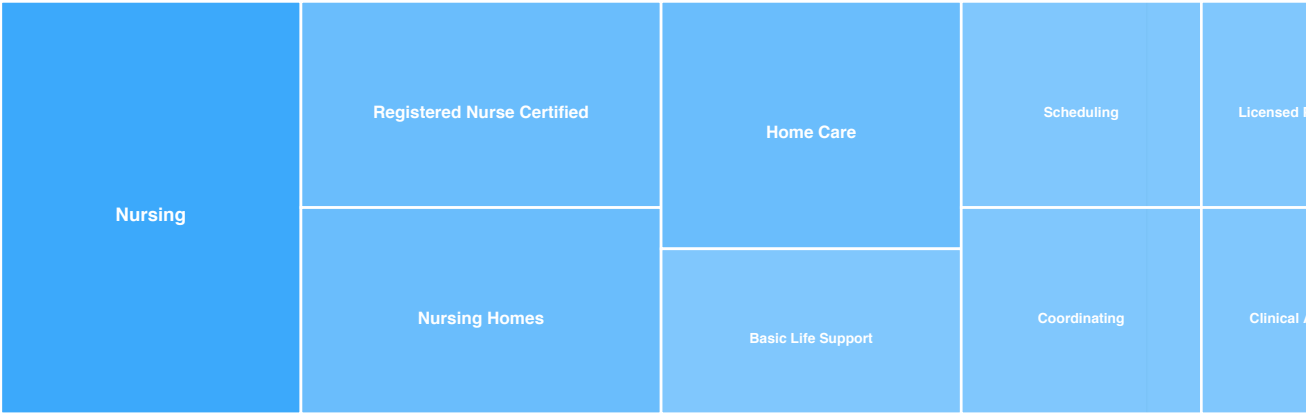 Nursing
Registered Nurse Certified
Nursing Homes
Home Care
Basic Life Support
Scheduling
Coordinating
Licensed
Clinical